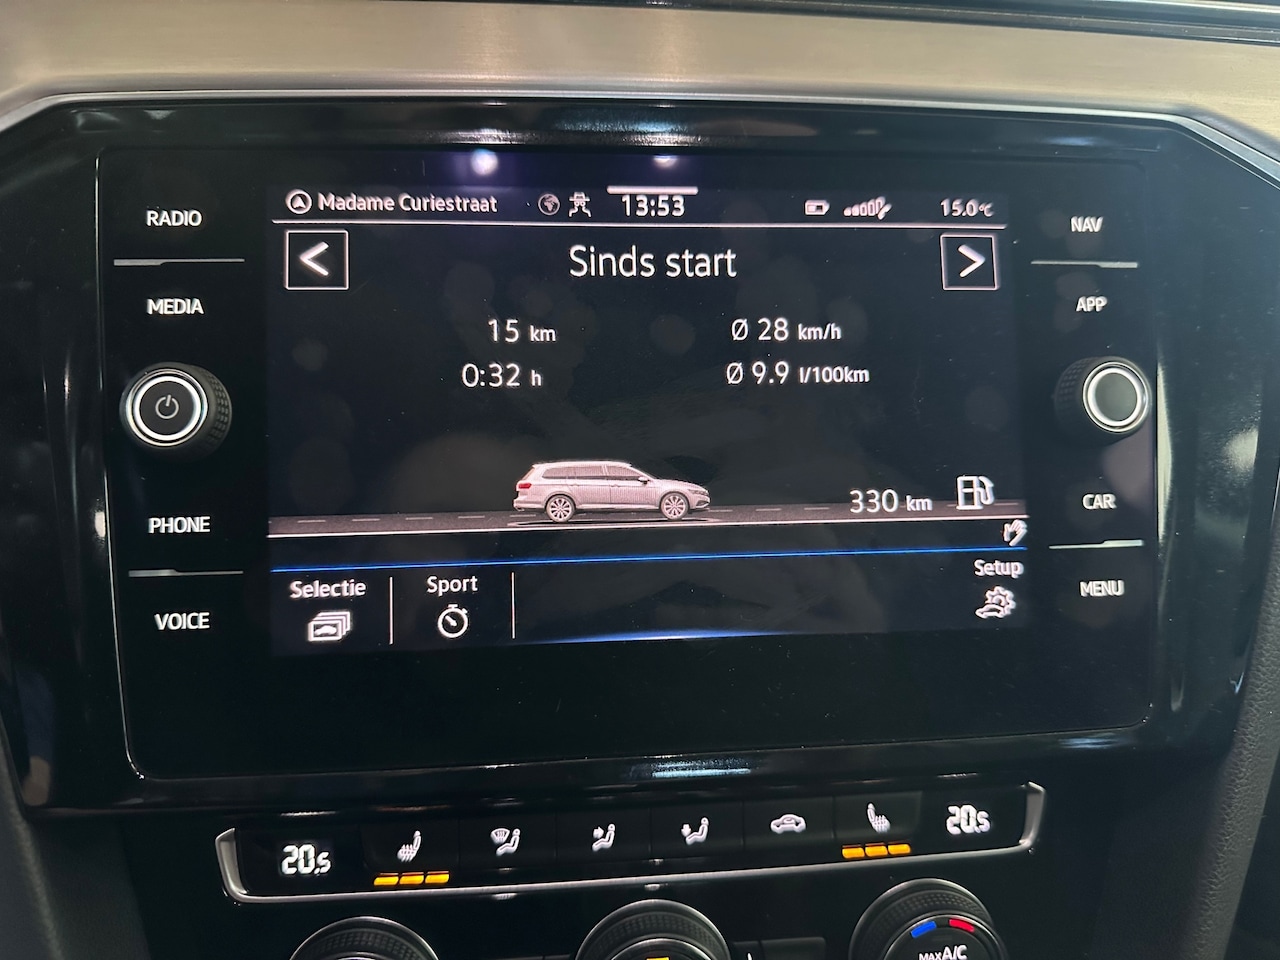 RADIO
MEDIA
PHONE
VOICE
Madame Curiestraat 13:53 15.0°C
< Sinds start >
15 km Ø 28 km/h
0:32 h Ø 9.9 l/100km
330 km
Selectie Sport Setup
NAV
APP
CAR
MENU
20.5 20.5
MAX A/C